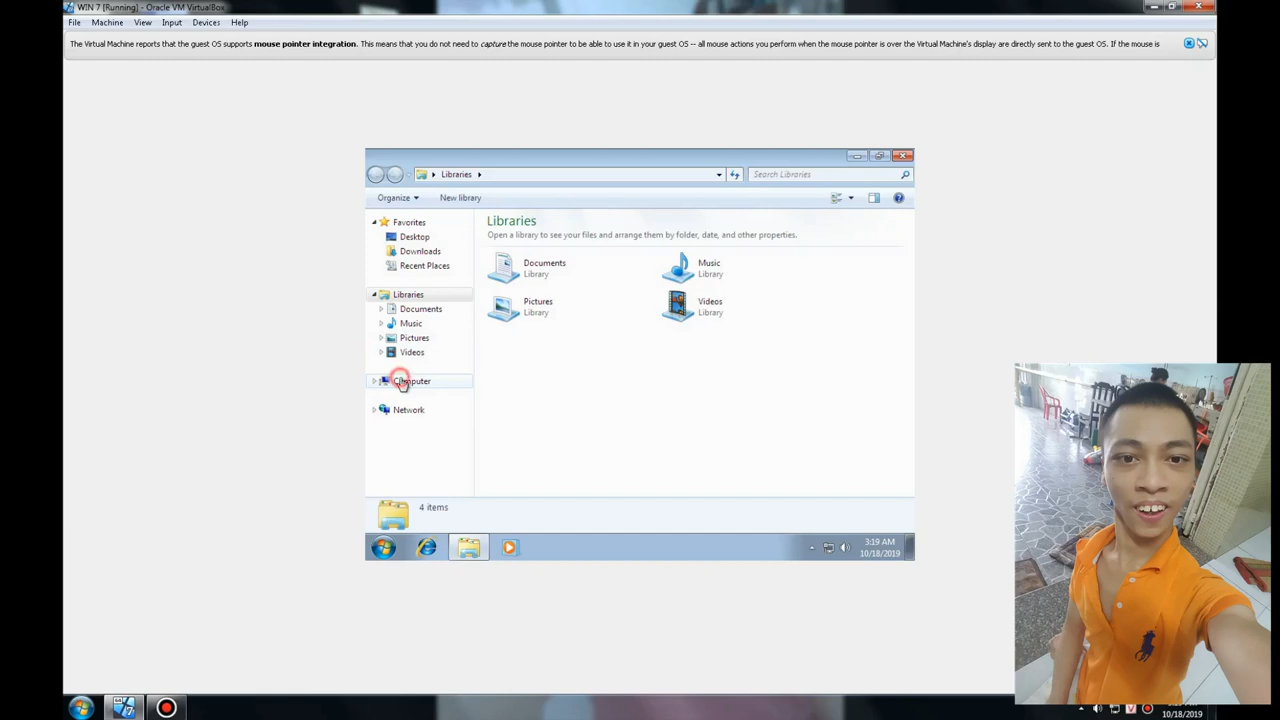 WIN 7 [Running] - Oracle VM VirtualBox
File Machine View Input Devices Help
The Virtual Machine reports that the guest OS supports mouse pointer integration. This means that you do not need to capture the mouse pointer to be able to use it in your guest OS -- all mouse actions you perform when the mouse pointer is over the Virtual Machine's display are directly sent to the guest OS. If the mouse is
Libraries
Search Libraries
Organize New library
Favorites
Desktop
Downloads
Recent Places
Libraries
Documents
Music
Pictures
Videos
Computer
Network
Libraries
Open a library to see your files and arrange them by folder, date, and other properties.
Documents
Library
Music
Library
Pictures
Library
Videos
Library
4 items
3:19 AM
10/18/2019
10/18/2019